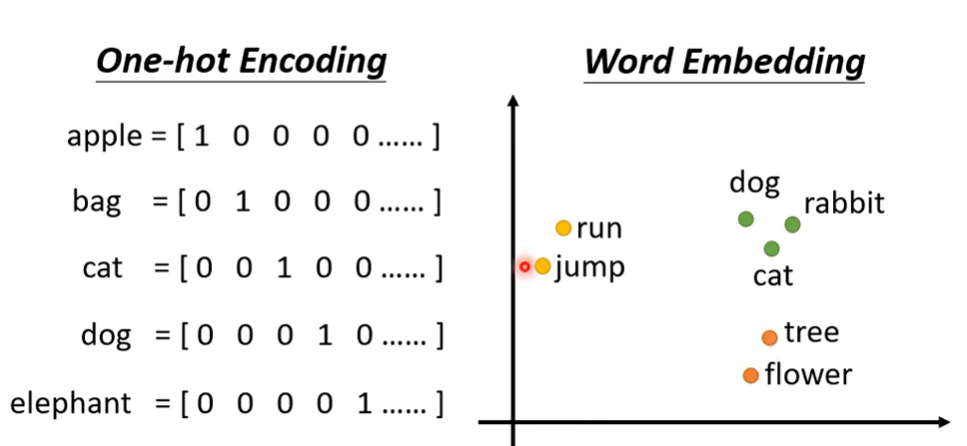 One-hot Encoding
apple = [ 1 0 0 0 0 ...... ]
bag = [ 0 1 0 0 0 ...... ]
cat = [ 0 0 1 0 0 ...... ]
dog = [ 0 0 0 1 0 ...... ]
elephant = [ 0 0 0 0 1 ...... ]
Word Embedding
dog
rabbit
run
jump
cat
tree
flower